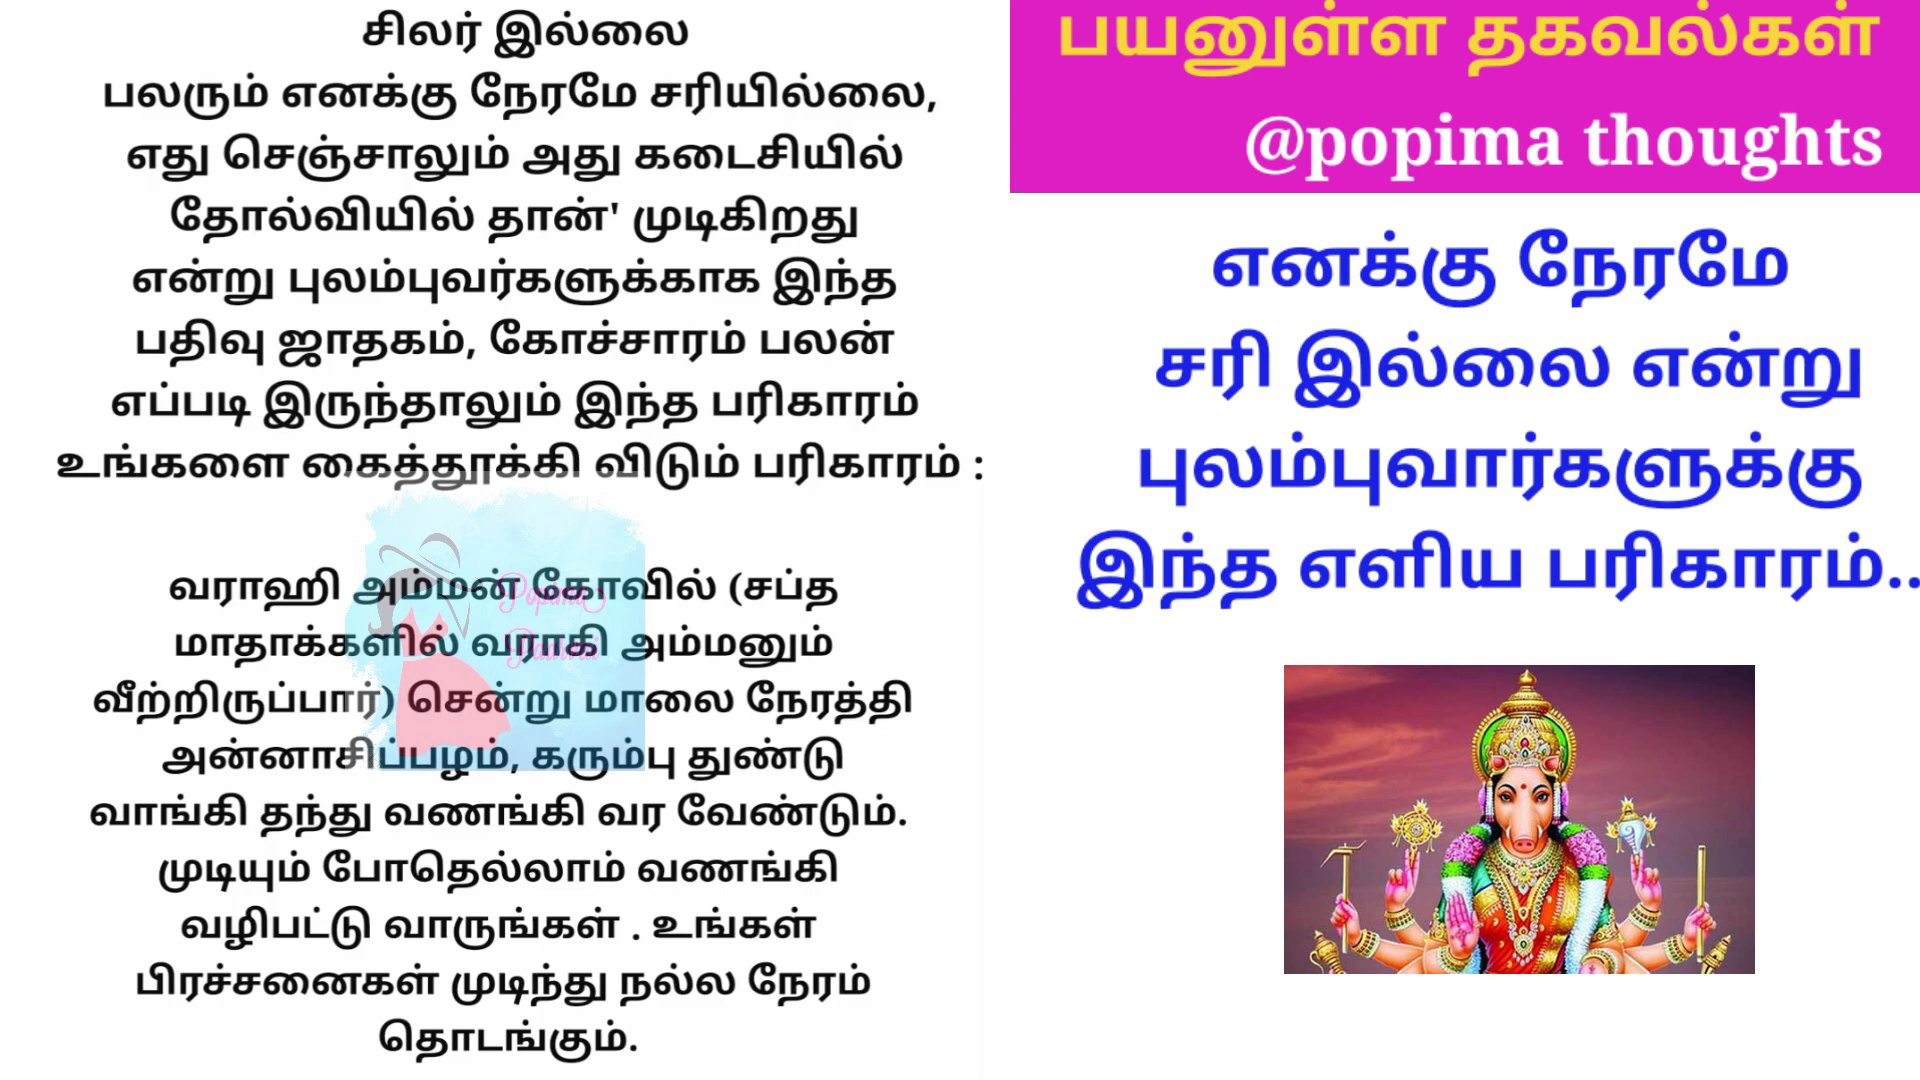 சிலர் இல்லை
பலரும் எனக்கு நேரமே சரியில்லை,
எது செஞ்சாலும் அது கடைசியில்
தோல்வியில் தான்' முடிகிறது
என்று புலம்புவர்களுக்காக இந்த
பதிவு ஜாதகம், கோச்சாரம் பலன்
எப்படி இருந்தாலும் இந்த பரிகாரம்
உங்களை கைத்தூக்கி விடும் பரிகாரம் :
வராஹி அம்மன் கோவில் (சப்த
மாதாக்களில் வராகி அம்மனும்
வீற்றிருப்பார்) சென்று மாலை நேரத்தி
அன்னாசிப்பழம், கரும்பு துண்டு
வாங்கி தந்து வணங்கி வர வேண்டும்.
முடியும் போதெல்லாம் வணங்கி
வழிபட்டு வாருங்கள் . உங்கள்
பிரச்சனைகள் முடிந்து நல்ல நேரம்
தொடங்கும்.
Popima
பயனுள்ள தகவல்கள்
@popima thoughts
எனக்கு நேரமே
சரி இல்லை என்று
புலம்புவார்களுக்கு
இந்த எளிய பரிகாரம்..